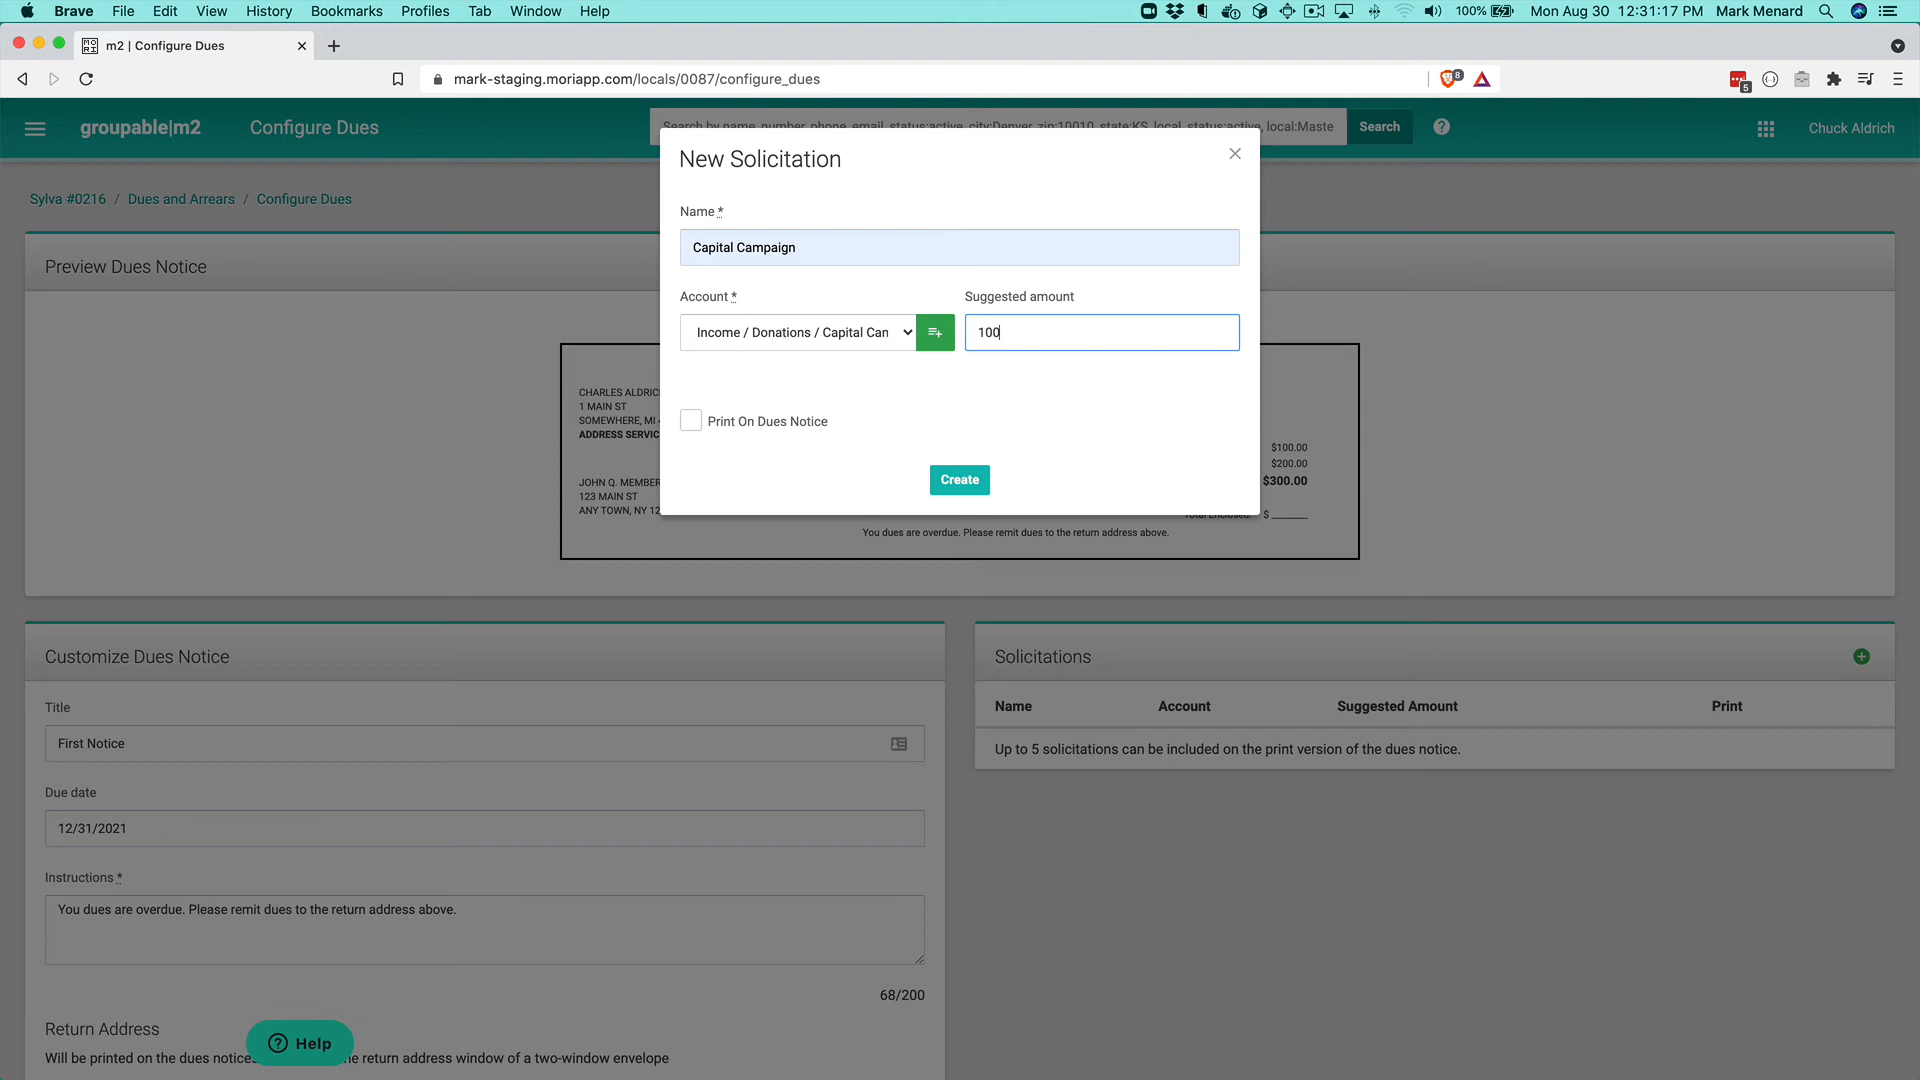 Brave File Edit View History Bookmarks Profiles Tab Window Help 100% Mon Aug 30 12:31:17 PM Mark Menard
m2 | Configure Dues
mark-staging.moriapp.com/locals/0087/configure_dues 8 5
groupable|m2 Configure Dues Search by name, number, phone, email, status:active, city:Denver, zip:10010, state:KS, local_status:active, local:Maste Search Chuck Aldrich
New Solicitation
Sylva #0216 / Dues and Arrears / Configure Dues
Name *
Capital Campaign
Preview Dues Notice
Account * Suggested amount
Income / Donations / Capital Can 100
CHARLES ALDRIC
1 MAIN ST
SOMEWHERE, MI
ADDRESS SERVIC
Print On Dues Notice
$100.00
$200.00
$300.00
JOHN Q. MEMBER
123 MAIN ST
ANY TOWN, NY 12
Create
Total Enclosed: $ _______
You dues are overdue. Please remit dues to the return address above.
Customize Dues Notice
Title
First Notice
Due date
12/31/2021
Instructions *
You dues are overdue. Please remit dues to the return address above.
68/200
Return Address
Will be printed on the dues notices
e return address window of a two-window envelope
Help
Solicitations
Name Account Suggested Amount Print
Up to 5 solicitations can be included on the print version of the dues notice.